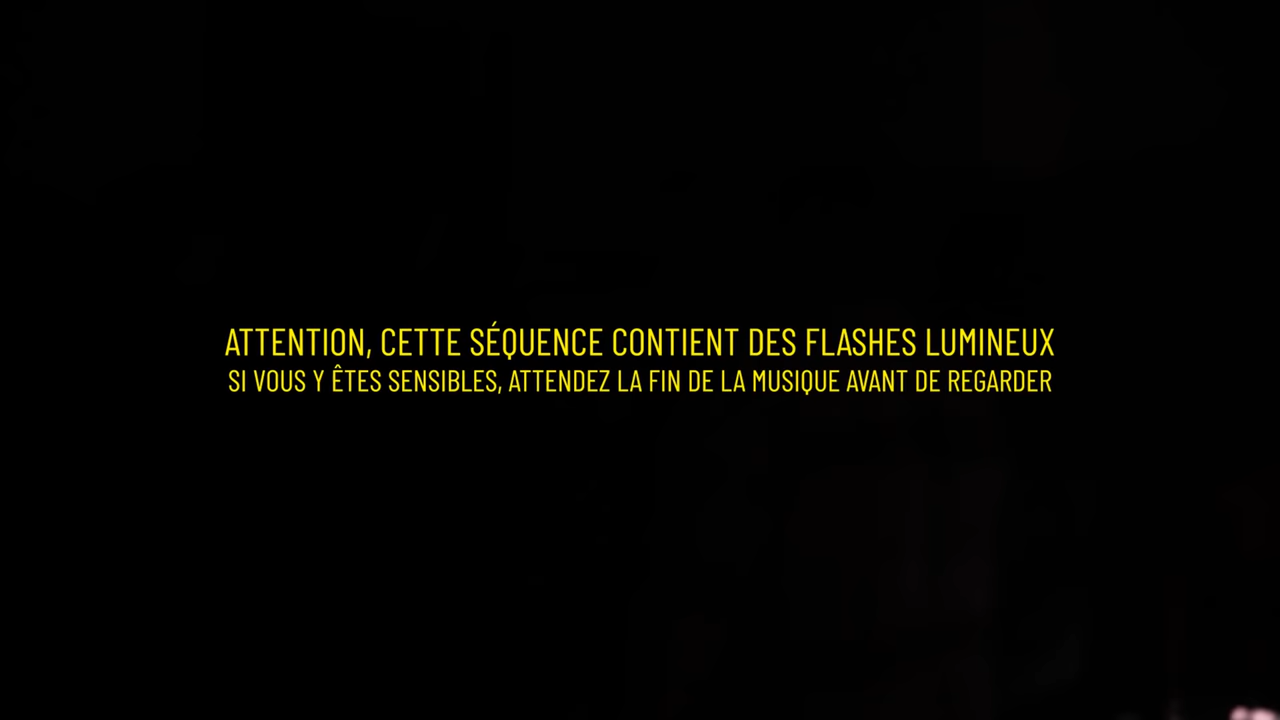 ATTENTION, CETTE SÉQUENCE CONTIENT DES FLASHES LUMINEUX
SI VOUS Y ÊTES SENSIBLES, ATTENDEZ LA FIN DE LA MUSIQUE AVANT DE REGARDER